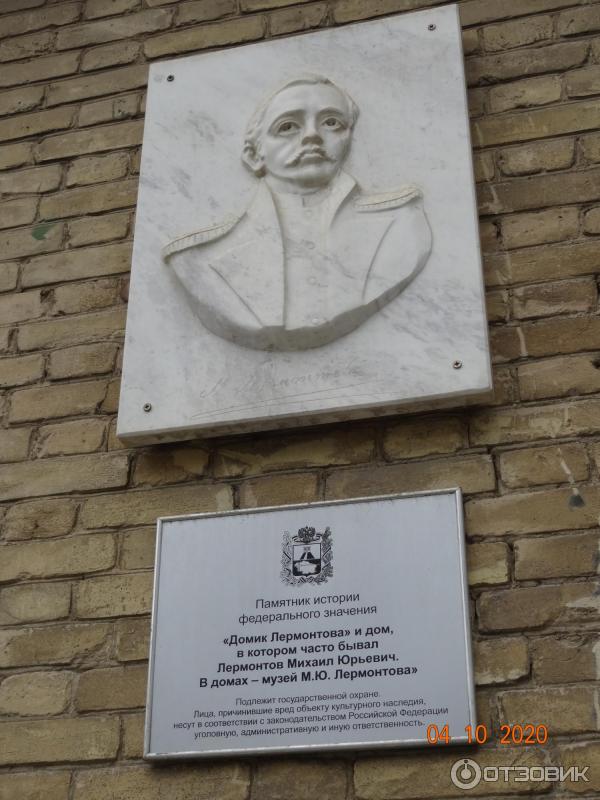 М. Лермонтов
Памятник истории
федерального значения
«Домик Лермонтова» и дом,
в котором часто бывал
Лермонтов Михаил Юрьевич.
В домах – музей М.Ю. Лермонтова»
Подлежит государственной охране.
Лица, причинившие вред объекту культурного наследия,
несут в соответствии с законодательством Российской Федерации
уголовную, административную и иную ответственность.
04 10 2020
ОТЗОВИК